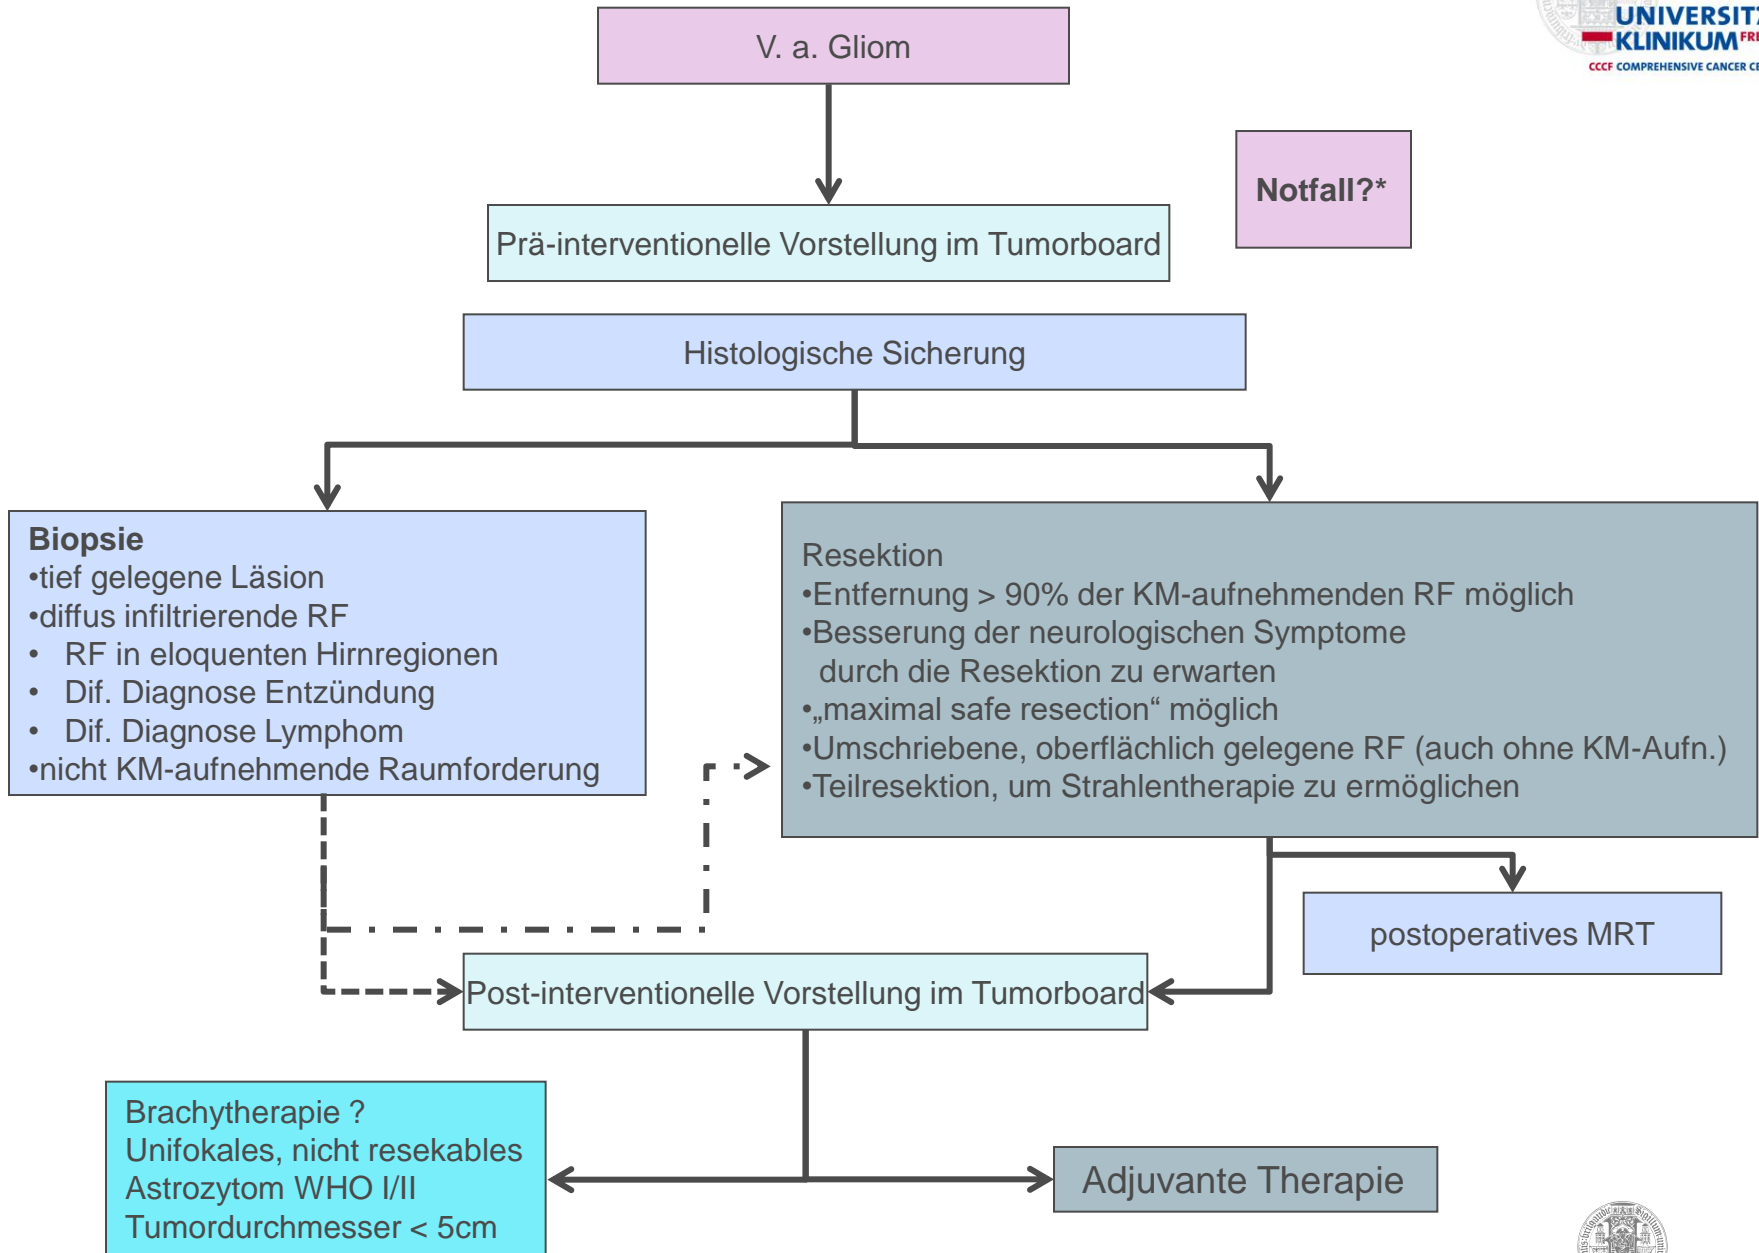 UNIVERSITÄ
KLINIKUM FRE
CCCF COMPREHENSIVE CANCER CE
V. a. Gliom
Notfall?*
Prä-interventionelle Vorstellung im Tumorboard
Histologische Sicherung
Biopsie
•tief gelegene Läsion
•diffus infiltrierende RF
• RF in eloquenten Hirnregionen
• Dif. Diagnose Entzündung
• Dif. Diagnose Lymphom
•nicht KM-aufnehmende Raumforderung
Resektion
•Entfernung > 90% der KM-aufnehmenden RF möglich
•Besserung der neurologischen Symptome
durch die Resektion zu erwarten
•„maximal safe resection“ möglich
•Umschriebene, oberflächlich gelegene RF (auch ohne KM-Aufn.)
•Teilresektion, um Strahlentherapie zu ermöglichen
postoperatives MRT
Post-interventionelle Vorstellung im Tumorboard
Brachytherapie ?
Unifokales, nicht resekables
Astrozytom WHO I/II
Tumordurchmesser < 5cm
Adjuvante Therapie